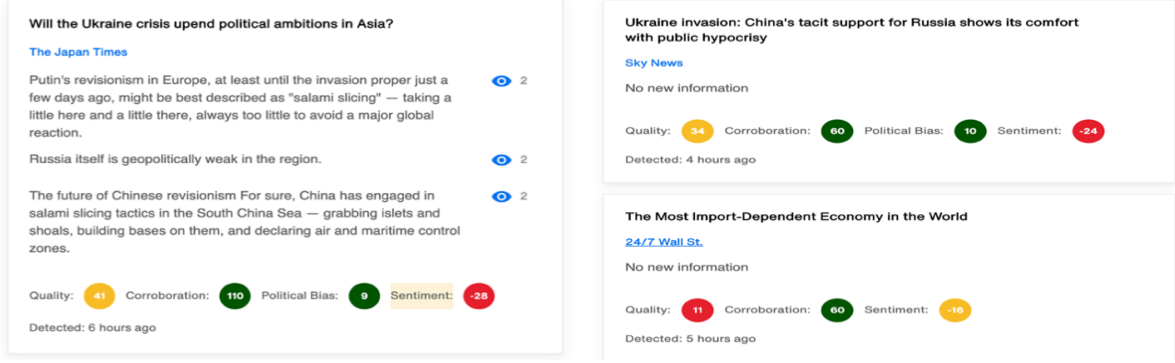 Will the Ukraine crisis upend political ambitions in Asia?
The Japan Times
Putin's revisionism in Europe, at least until the invasion proper just a
few days ago, might be best described as "salami slicing" — taking a
little here and a little there, always too little to avoid a major global
reaction.
2
Russia itself is geopolitically weak in the region.
2
The future of Chinese revisionism For sure, China has engaged in
salami slicing tactics in the South China Sea — grabbing islets and
shoals, building bases on them, and declaring air and maritime control
zones.
2
Quality: 41 Corroboration: 110 Political Bias: 9 Sentiment: -28
Detected: 6 hours ago
Ukraine invasion: China's tacit support for Russia shows its comfort
with public hypocrisy
Sky News
No new information
Quality: 34 Corroboration: 60 Political Bias: 10 Sentiment: -24
Detected: 4 hours ago
The Most Import-Dependent Economy in the World
24/7 Wall St.
No new information
Quality: 11 Corroboration: 60 Sentiment: -16
Detected: 5 hours ago